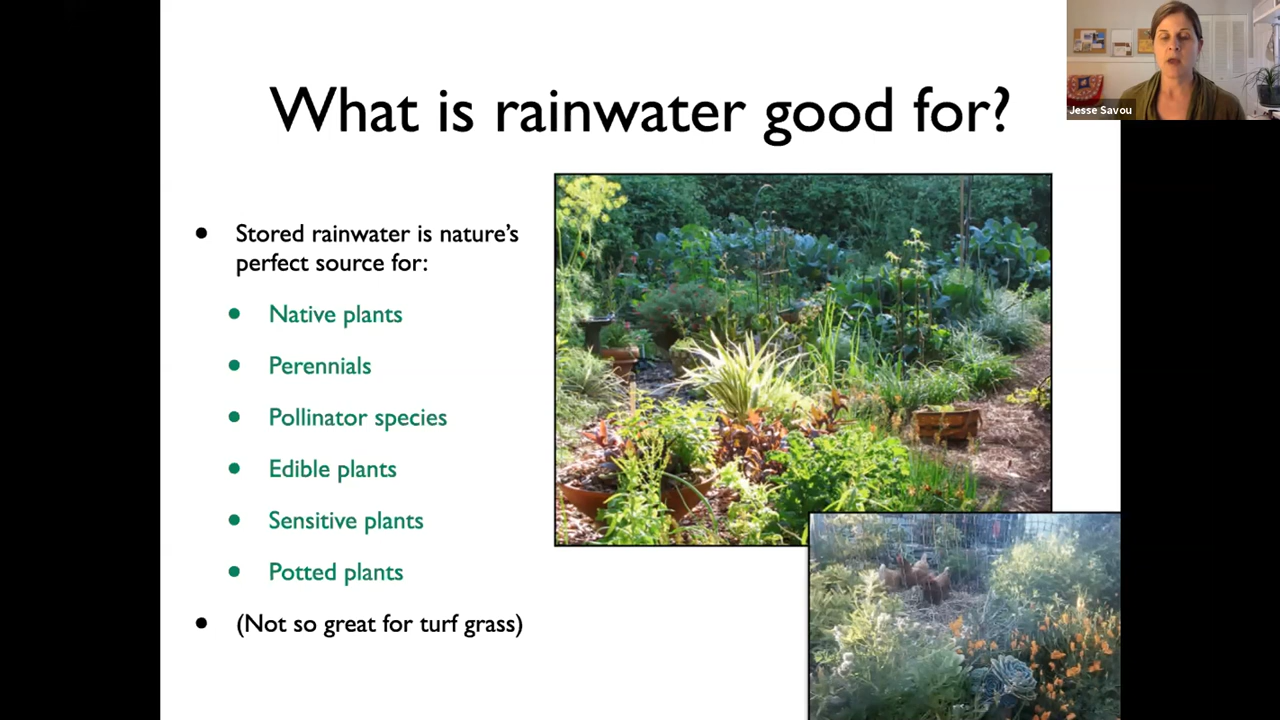 What is rainwater good for?
Jesse Savou
• Stored rainwater is nature's
perfect source for:
• Native plants
• Perennials
• Pollinator species
• Edible plants
• Sensitive plants
• Potted plants
• (Not so great for turf grass)